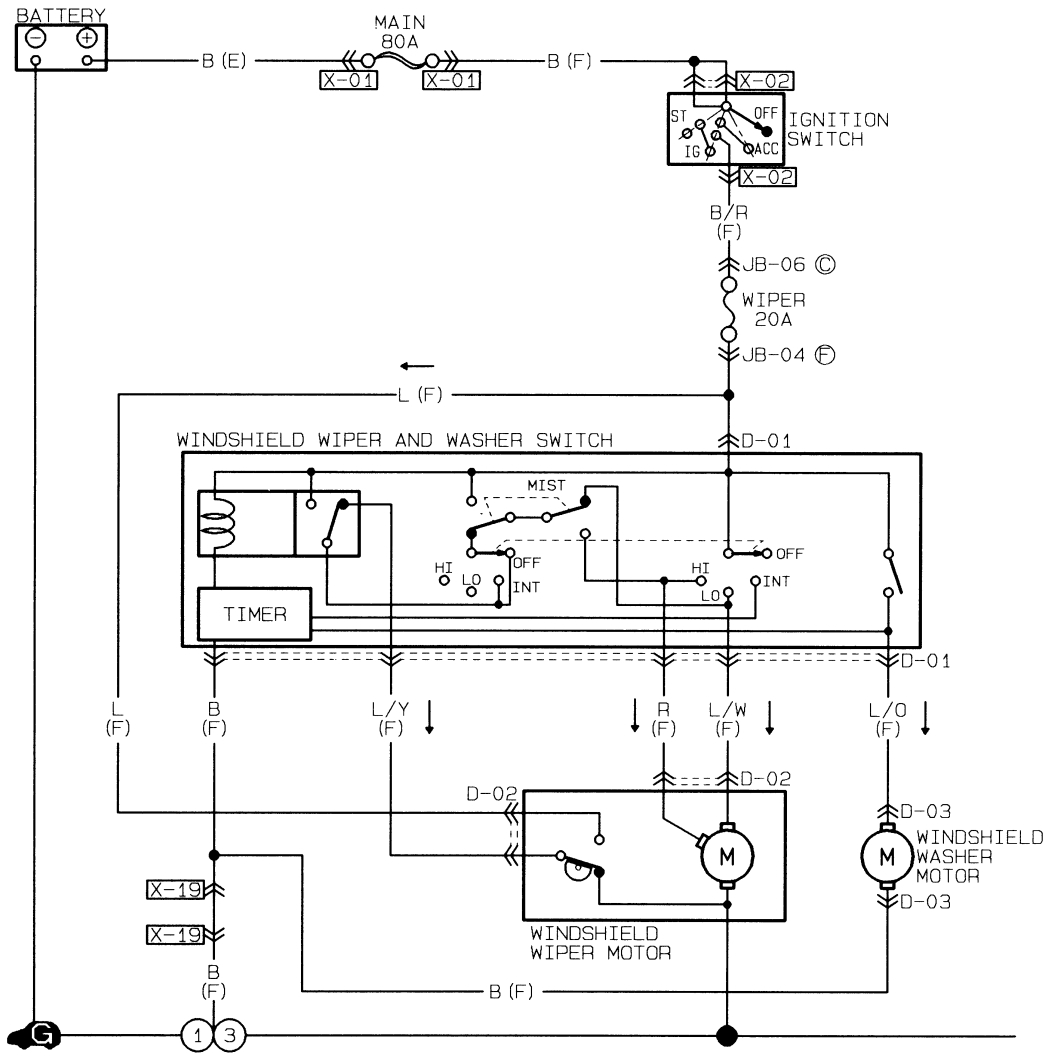 BATTERY
−
+
MAIN
80A
B (E)
B (F)
X-01
X-01
X-02
ST
OFF
IG
ACC
IGNITION
SWITCH
X-02
B/R
(F)
JB-06 C
WIPER
20A
JB-04 F
L (F)
D-01
WINDSHIELD WIPER AND WASHER SWITCH
MIST
OFF
HI
LO
INT
OFF
HI
LO
INT
TIMER
D-01
L
(F)
B
(F)
L/Y
(F)
R
(F)
L/W
(F)
L/O
(F)
D-02
D-02
D-03
M
M
WINDSHIELD
WASHER
MOTOR
X-19
D-03
X-19
WINDSHIELD
WIPER MOTOR
B
(F)
B (F)
G
1
3